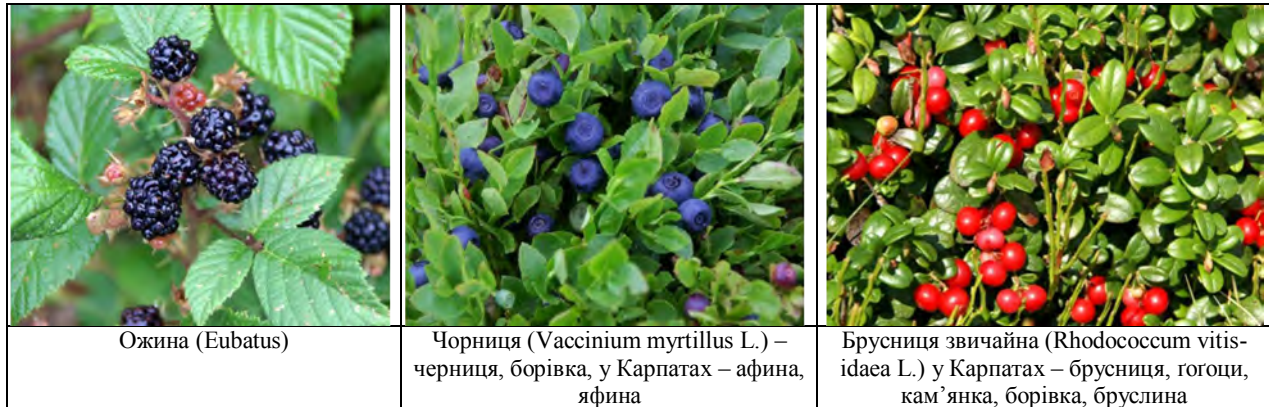 Ожина (Eubatus)
Чорниця (Vaccinium myrtillus L.) –
черниця, борівка, у Карпатах – афина,
яфина
Брусниця звичайна (Rhodococcum vitis-
idaea L.) у Карпатах – брусниця, ґоґоци,
кам’янка, борівка, бруслина